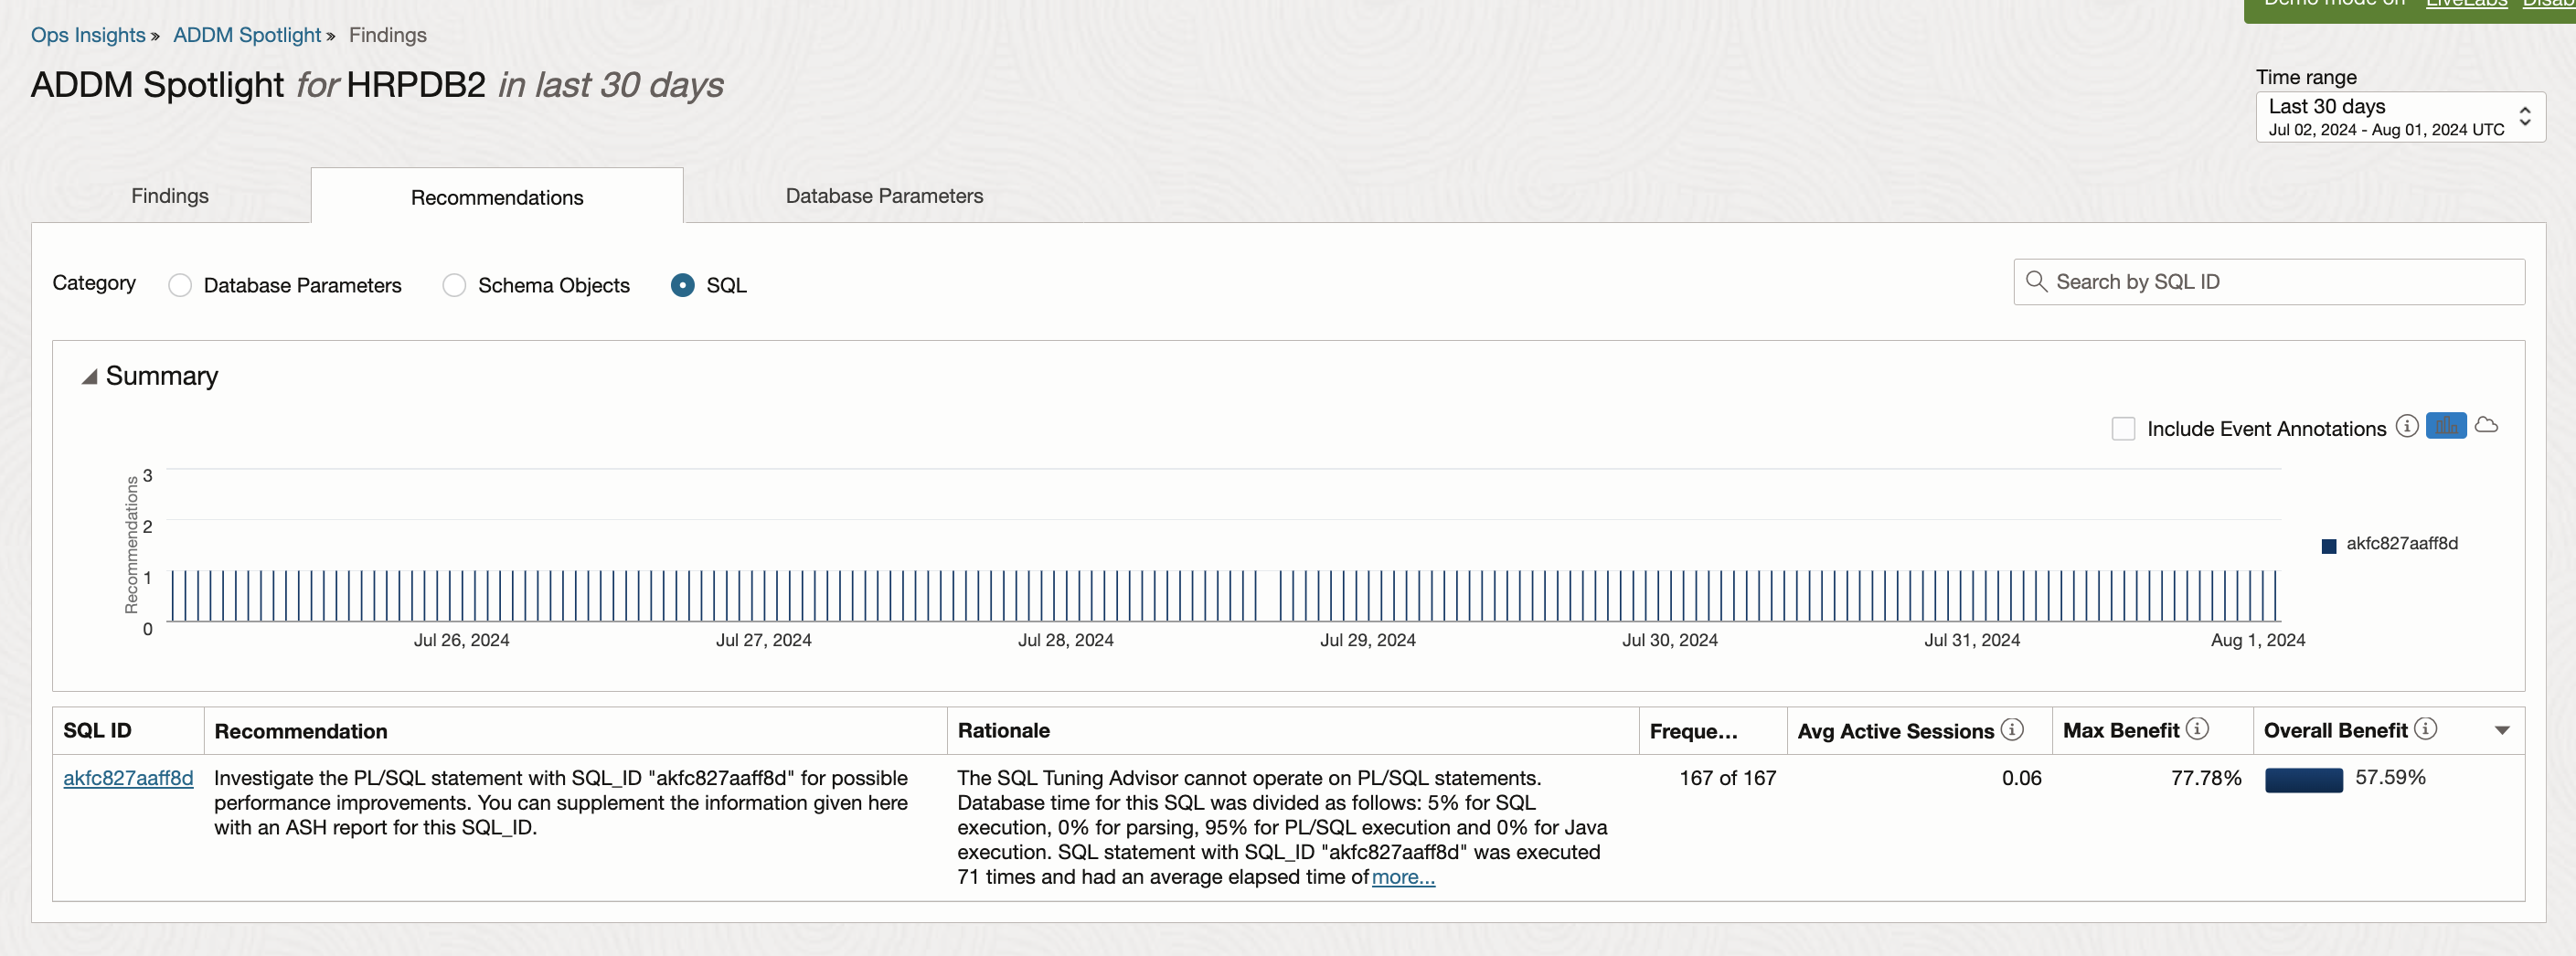 Demo mode on LiveLabs Disab
Ops Insights » ADDM Spotlight » Findings
ADDM Spotlight for HRPDB2 in last 30 days
Time range
Last 30 days
Jul 02, 2024 - Aug 01, 2024 UTC
Findings
Recommendations
Database Parameters
Category
Database Parameters
Schema Objects
SQL
Search by SQL ID
Summary
Include Event Annotations
Recommendations
3
2
1
0
Jul 26, 2024
Jul 27, 2024
Jul 28, 2024
Jul 29, 2024
Jul 30, 2024
Jul 31, 2024
Aug 1, 2024
akfc827aaff8d
SQL ID
Recommendation
Rationale
Freque...
Avg Active Sessions
Max Benefit
Overall Benefit
akfc827aaff8d
Investigate the PL/SQL statement with SQL_ID "akfc827aaff8d" for possible
performance improvements. You can supplement the information given here
with an ASH report for this SQL_ID.
The SQL Tuning Advisor cannot operate on PL/SQL statements.
Database time for this SQL was divided as follows: 5% for SQL
execution, 0% for parsing, 95% for PL/SQL execution and 0% for Java
execution. SQL statement with SQL_ID "akfc827aaff8d" was executed
71 times and had an average elapsed time of more...
167 of 167
0.06
77.78%
57.59%